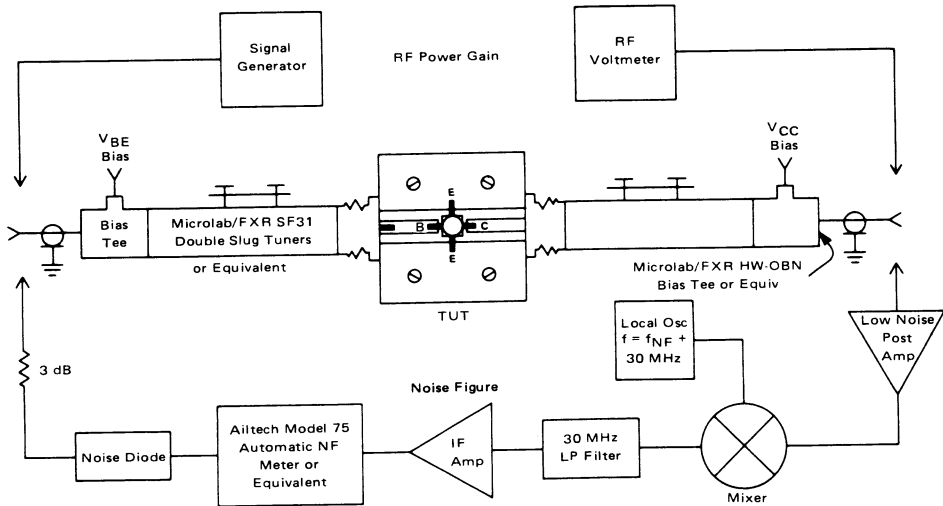 Signal
Generator
RF Power Gain
RF
Voltmeter
VBE
Bias
VCC
Bias
Bias
Tee
Microlab/FXR SF31
Double Slug Tuners
or Equivalent
E
B
C
E
TUT
Microlab/FXR HW-OBN
Bias Tee or Equiv
Local Osc
f = fNF +
30 MHz
Low Noise
Post
Amp
3 dB
Noise Figure
Noise Diode
Ailtech Model 75
Automatic NF
Meter or
Equivalent
IF
Amp
30 MHz
LP Filter
Mixer